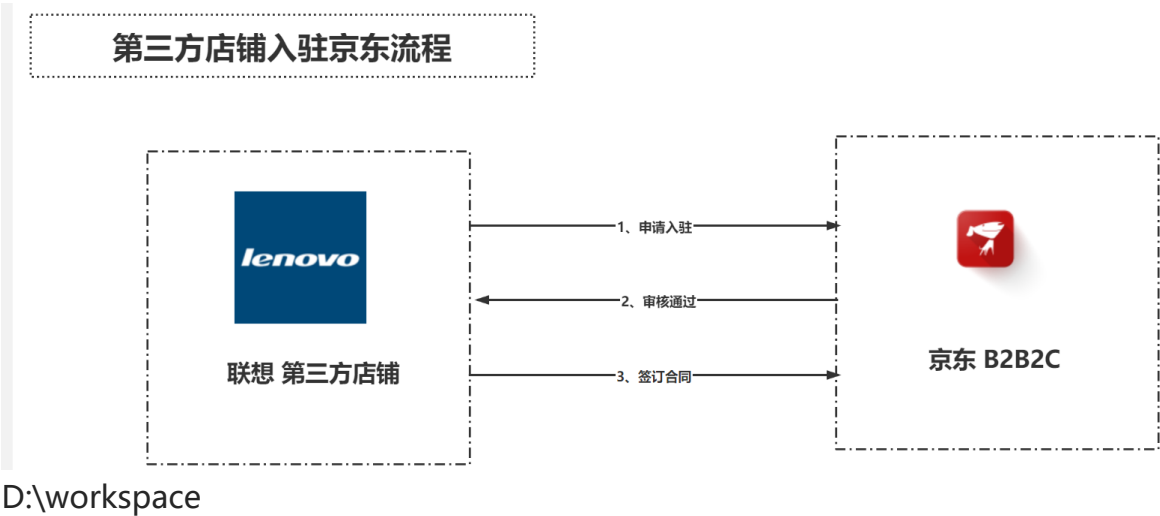 第三方店铺入驻京东流程
lenovo
1、申请入驻
2、审核通过
3、签订合同
联想 第三方店铺
京东 B2B2C
D:\workspace